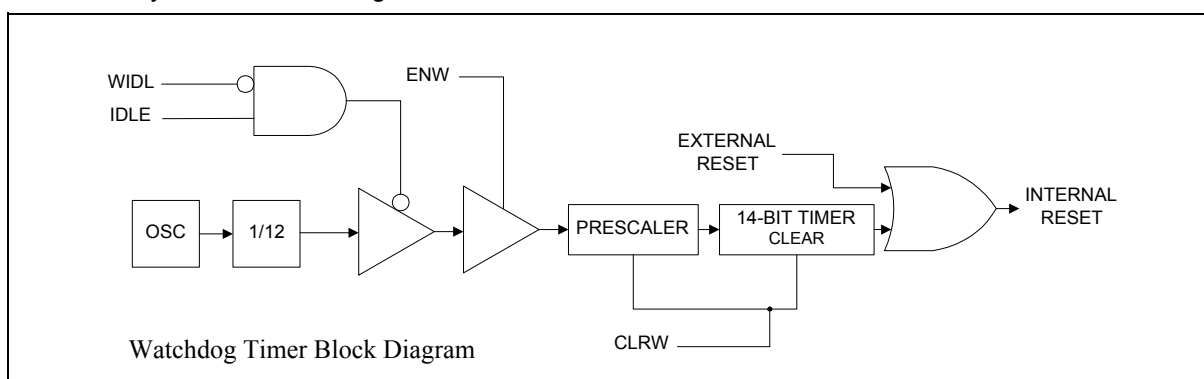 WIDL
IDLE
ENW
EXTERNAL
RESET
INTERNAL
RESET
OSC
1/12
PRESCALER
14-BIT TIMER
CLEAR
CLRW
Watchdog Timer Block Diagram